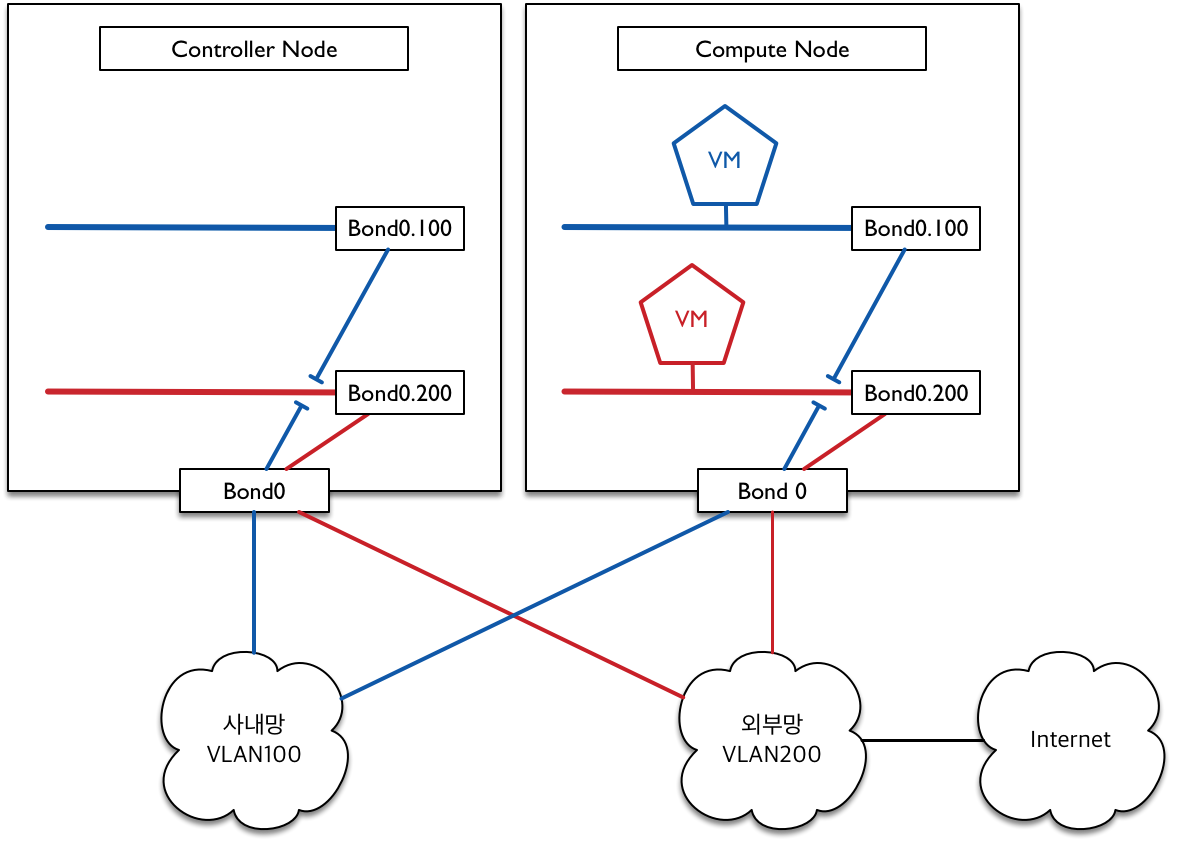 Controller Node
Compute Node
VM
Bond0.100
Bond0.100
VM
Bond0.200
Bond0.200
Bond0
Bond 0
사내망
VLAN100
외부망
VLAN200
Internet